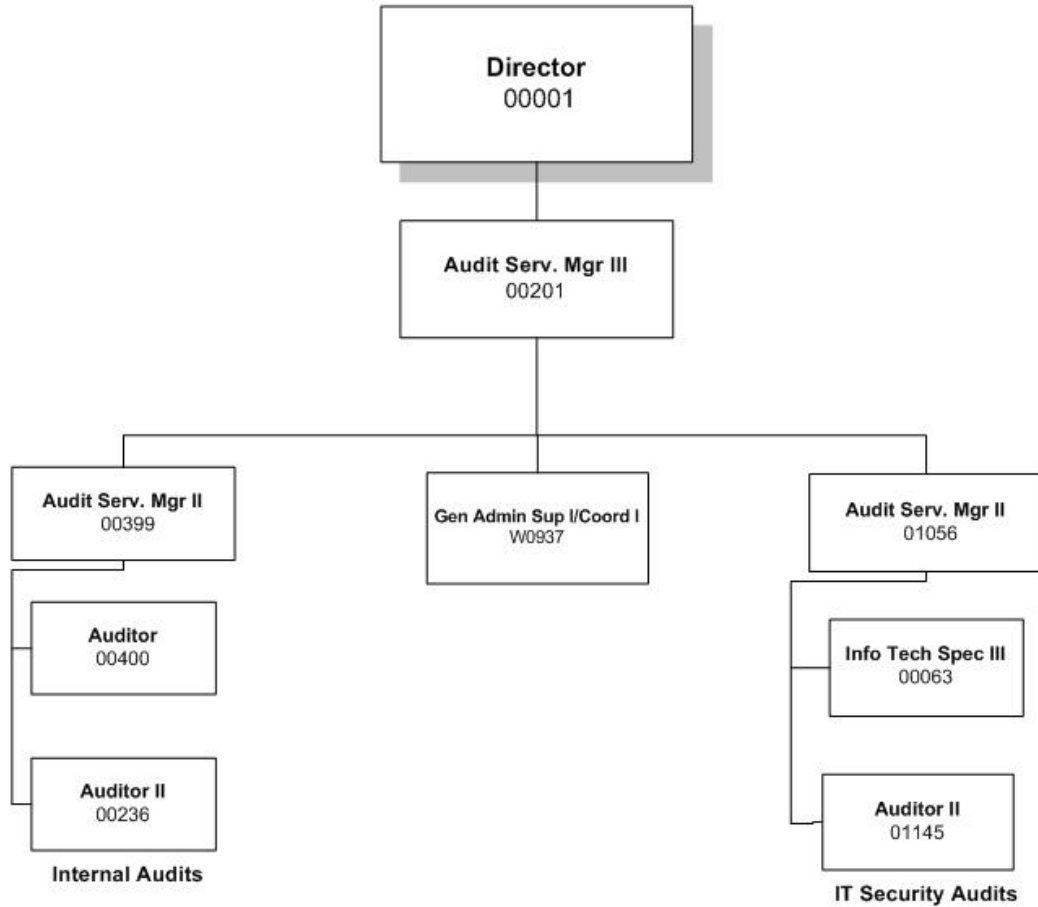 Director
00001
Audit Serv. Mgr III
00201
Audit Serv. Mgr II
00399
Gen Admin Sup I/Coord I
W0937
Audit Serv. Mgr II
01056
Auditor
00400
Info Tech Spec III
00063
Auditor II
00236
Auditor II
01145
Internal Audits
IT Security Audits